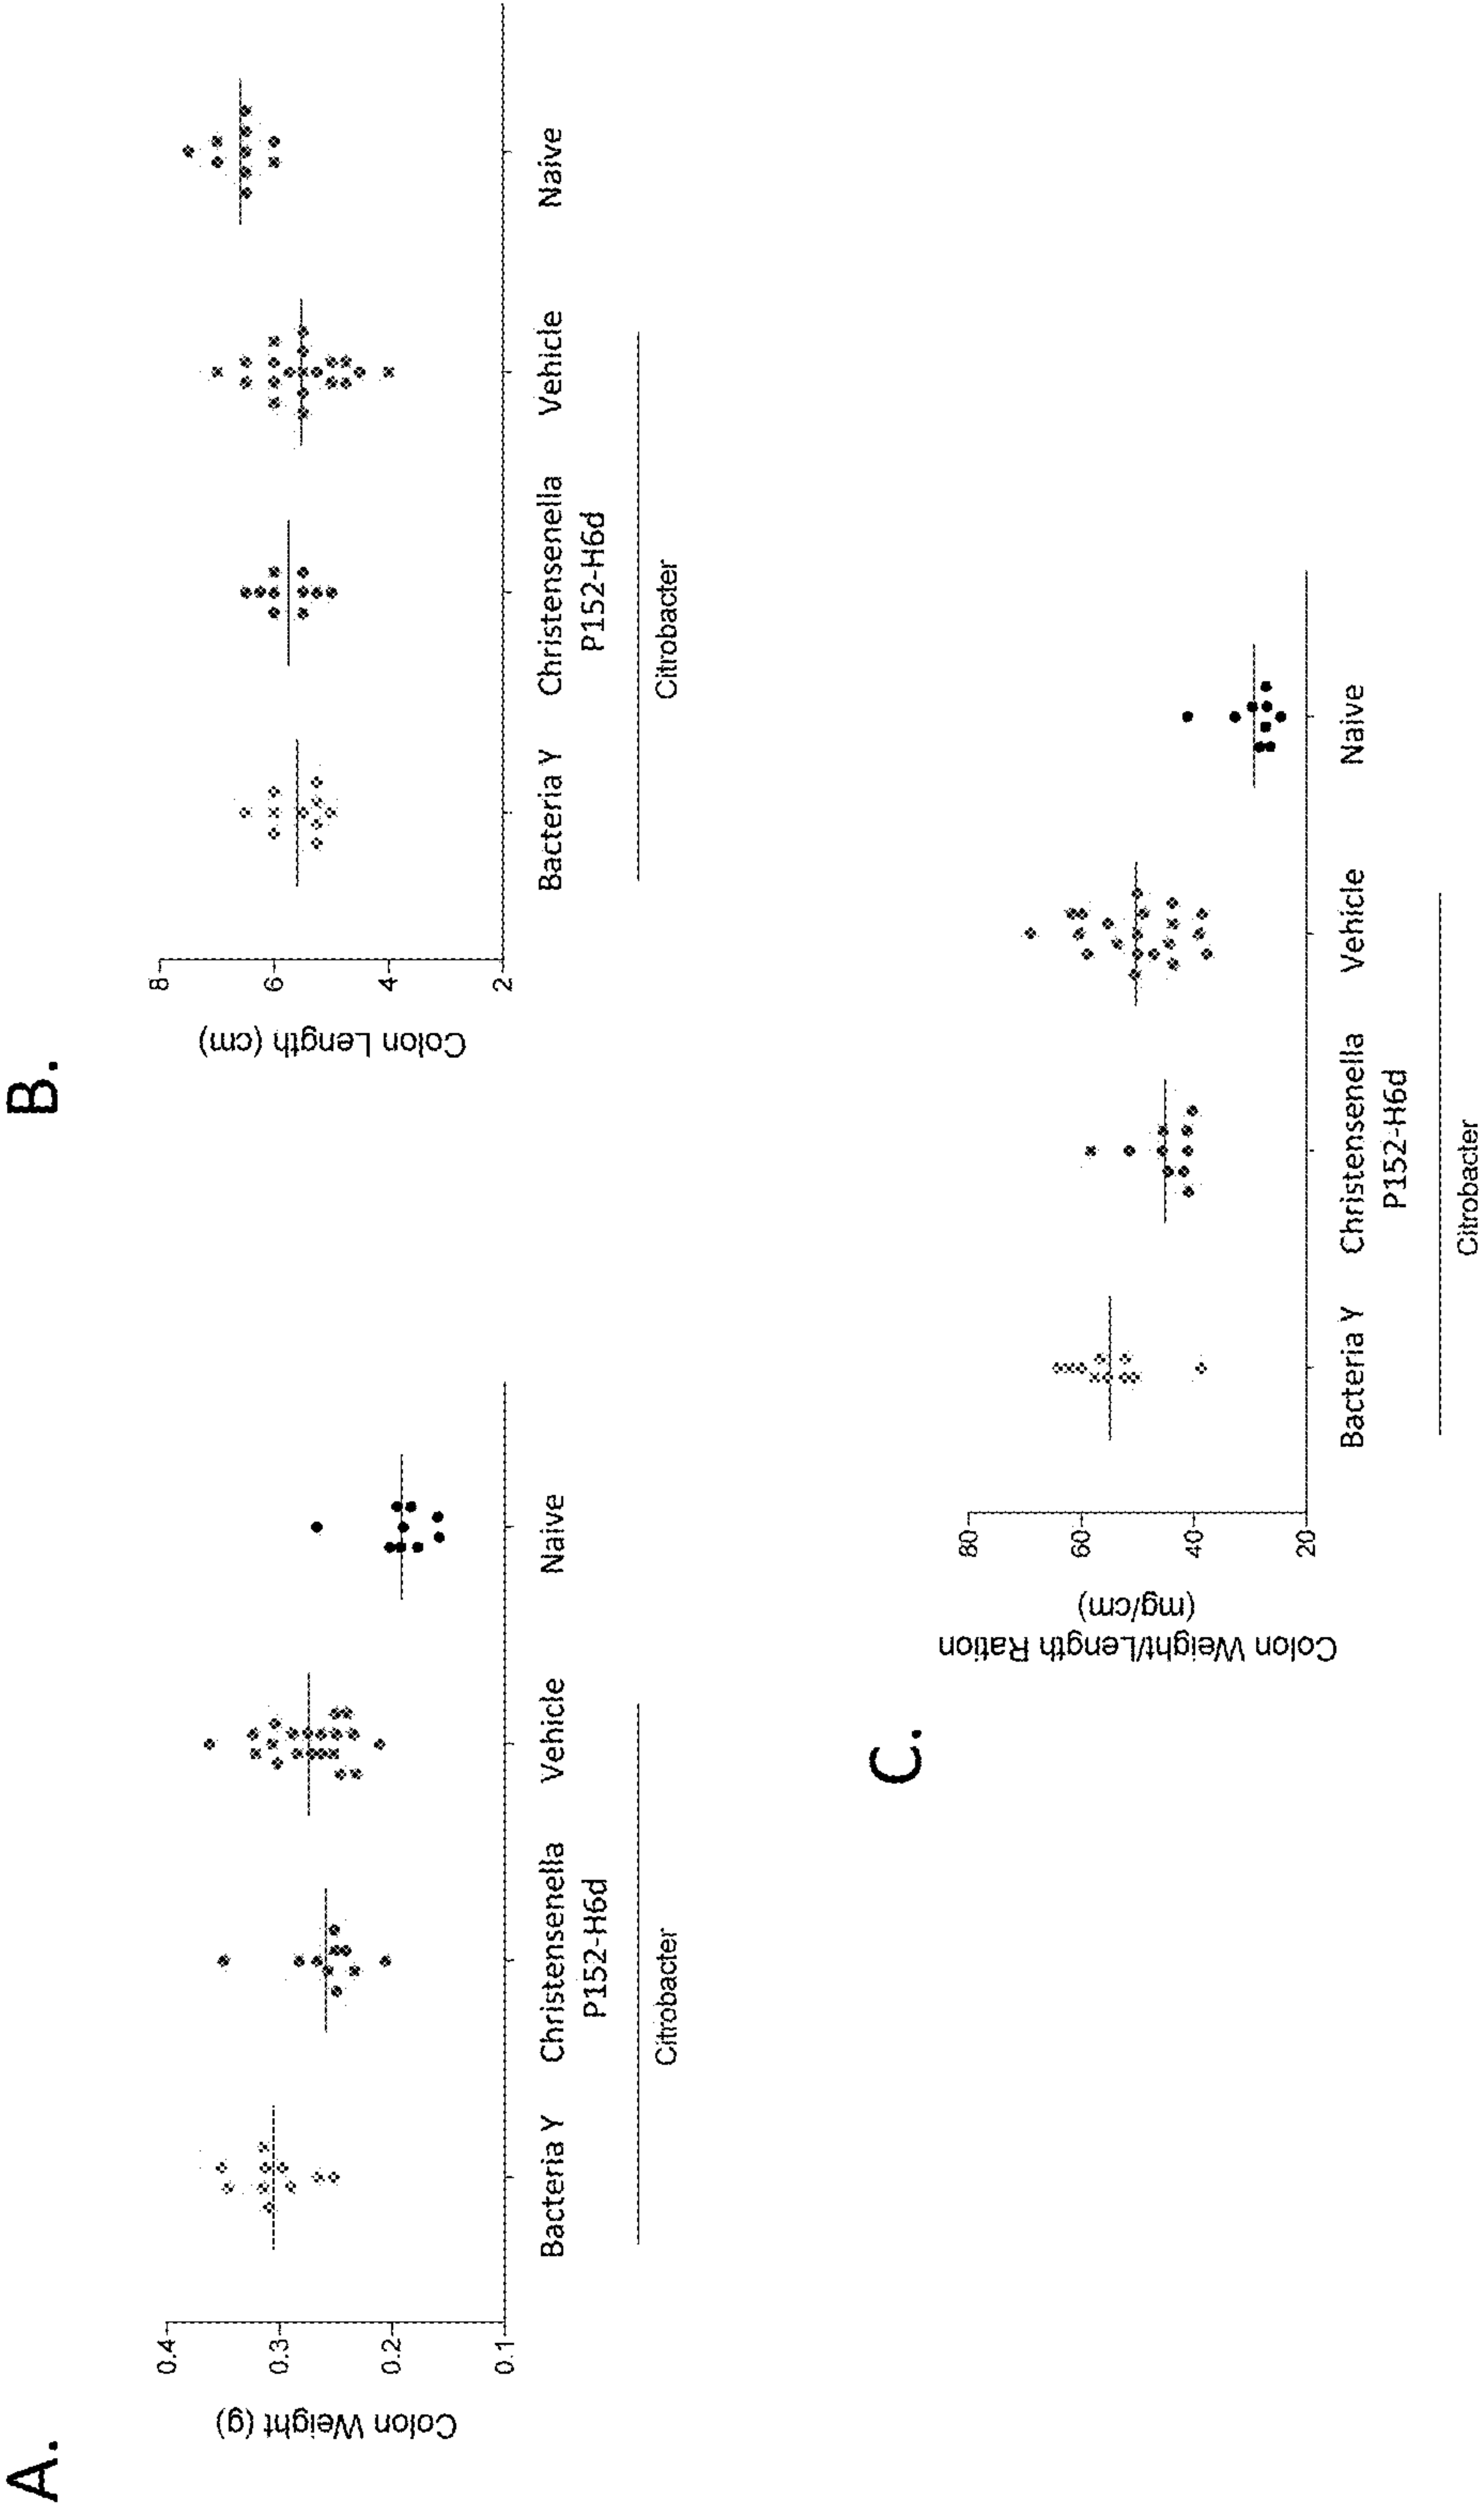 A.
Colon Weight (g)
0.4
0.3
0.2
0.1
Bacteria Y Christensenella Vehicle Naive
P152-H6d
Citrobacter
B.
Colon Length (cm)
8
6
4
2
Bacteria Y Christensenella Vehicle Naive
P152-H6d
Citrobacter
C.
Colon Weight/Length Ration
(mg/cm)
80
60
40
20
Bacteria Y Christensenella Vehicle Naive
P152-H6d
Citrobacter